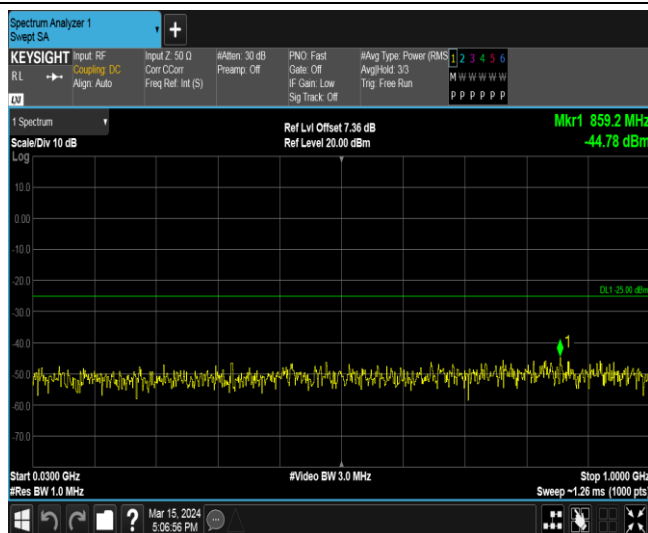 Spectrum Analyzer 1
Swept SA
+
KEYSIGHT
RL
LXI
Input: RF
Coupling: DC
Align: Auto
Input Z: 50 Ω
Corr CCorr
Freq Ref: Int (S)
#Atten: 30 dB
Preamp: Off
PNO: Fast
Gate: Off
IF Gain: Low
Sig Track: Off
#Avg Type: Power (RMS
Avg|Hold: 3/3
Trig: Free Run
1 2 3 4 5 6
M W W W W W
P P P P P P
1 Spectrum
Scale/Div 10 dB
Ref Lvl Offset 7.36 dB
Ref Level 20.00 dBm
Mkr1 859.2 MHz
-44.78 dBm
Log
10.0
0.00
-10.0
-20.0
DL1 -25.00 dBm
-30.0
-40.0
1
-50.0
-60.0
-70.0
Start 0.0300 GHz
#Video BW 3.0 MHz
Stop 1.0000 GHz
#Res BW 1.0 MHz
Sweep ~1.26 ms (1000 pts)
?
Mar 15, 2024
5:06:56 PM